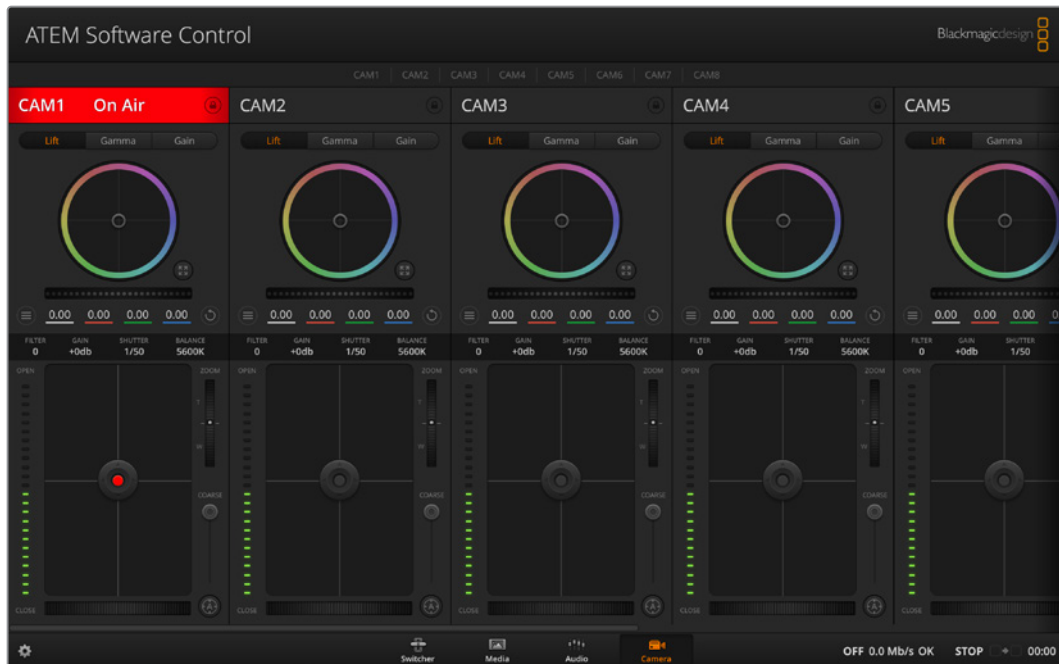 ATEM Software Control
Blackmagicdesign
CAM1 CAM2 CAM3 CAM4 CAM5 CAM6 CAM7 CAM8
CAM1 On Air CAM2 CAM3 CAM4 CAM5
Lift Gamma Gain Lift Gamma Gain Lift Gamma Gain Lift Gamma Gain Lift Gamma
0.00 0.00 0.00 0.00 0.00 0.00 0.00 0.00 0.00 0.00 0.00 0.00 0.00 0.00 0.00 0.00 0.00 0.00 0.00
FILTER GAIN SHUTTER BALANCE FILTER GAIN SHUTTER BALANCE FILTER GAIN SHUTTER BALANCE FILTER GAIN SHUTTER BALANCE FILTER GAIN SHUTTER
0 +0db 1/50 5600K 0 +0db 1/50 5600K 0 +0db 1/50 5600K 0 +0db 1/50 5600K 0 +0db 1/50
OPEN ZOOM OPEN ZOOM OPEN ZOOM OPEN ZOOM OPEN
T T T T
W W W W
COARSE COARSE COARSE COARSE
A A A A
CLOSE CLOSE CLOSE CLOSE CLOSE
Switcher Media Audio Camera
OFF 0.0 Mb/s OK STOP 00:00